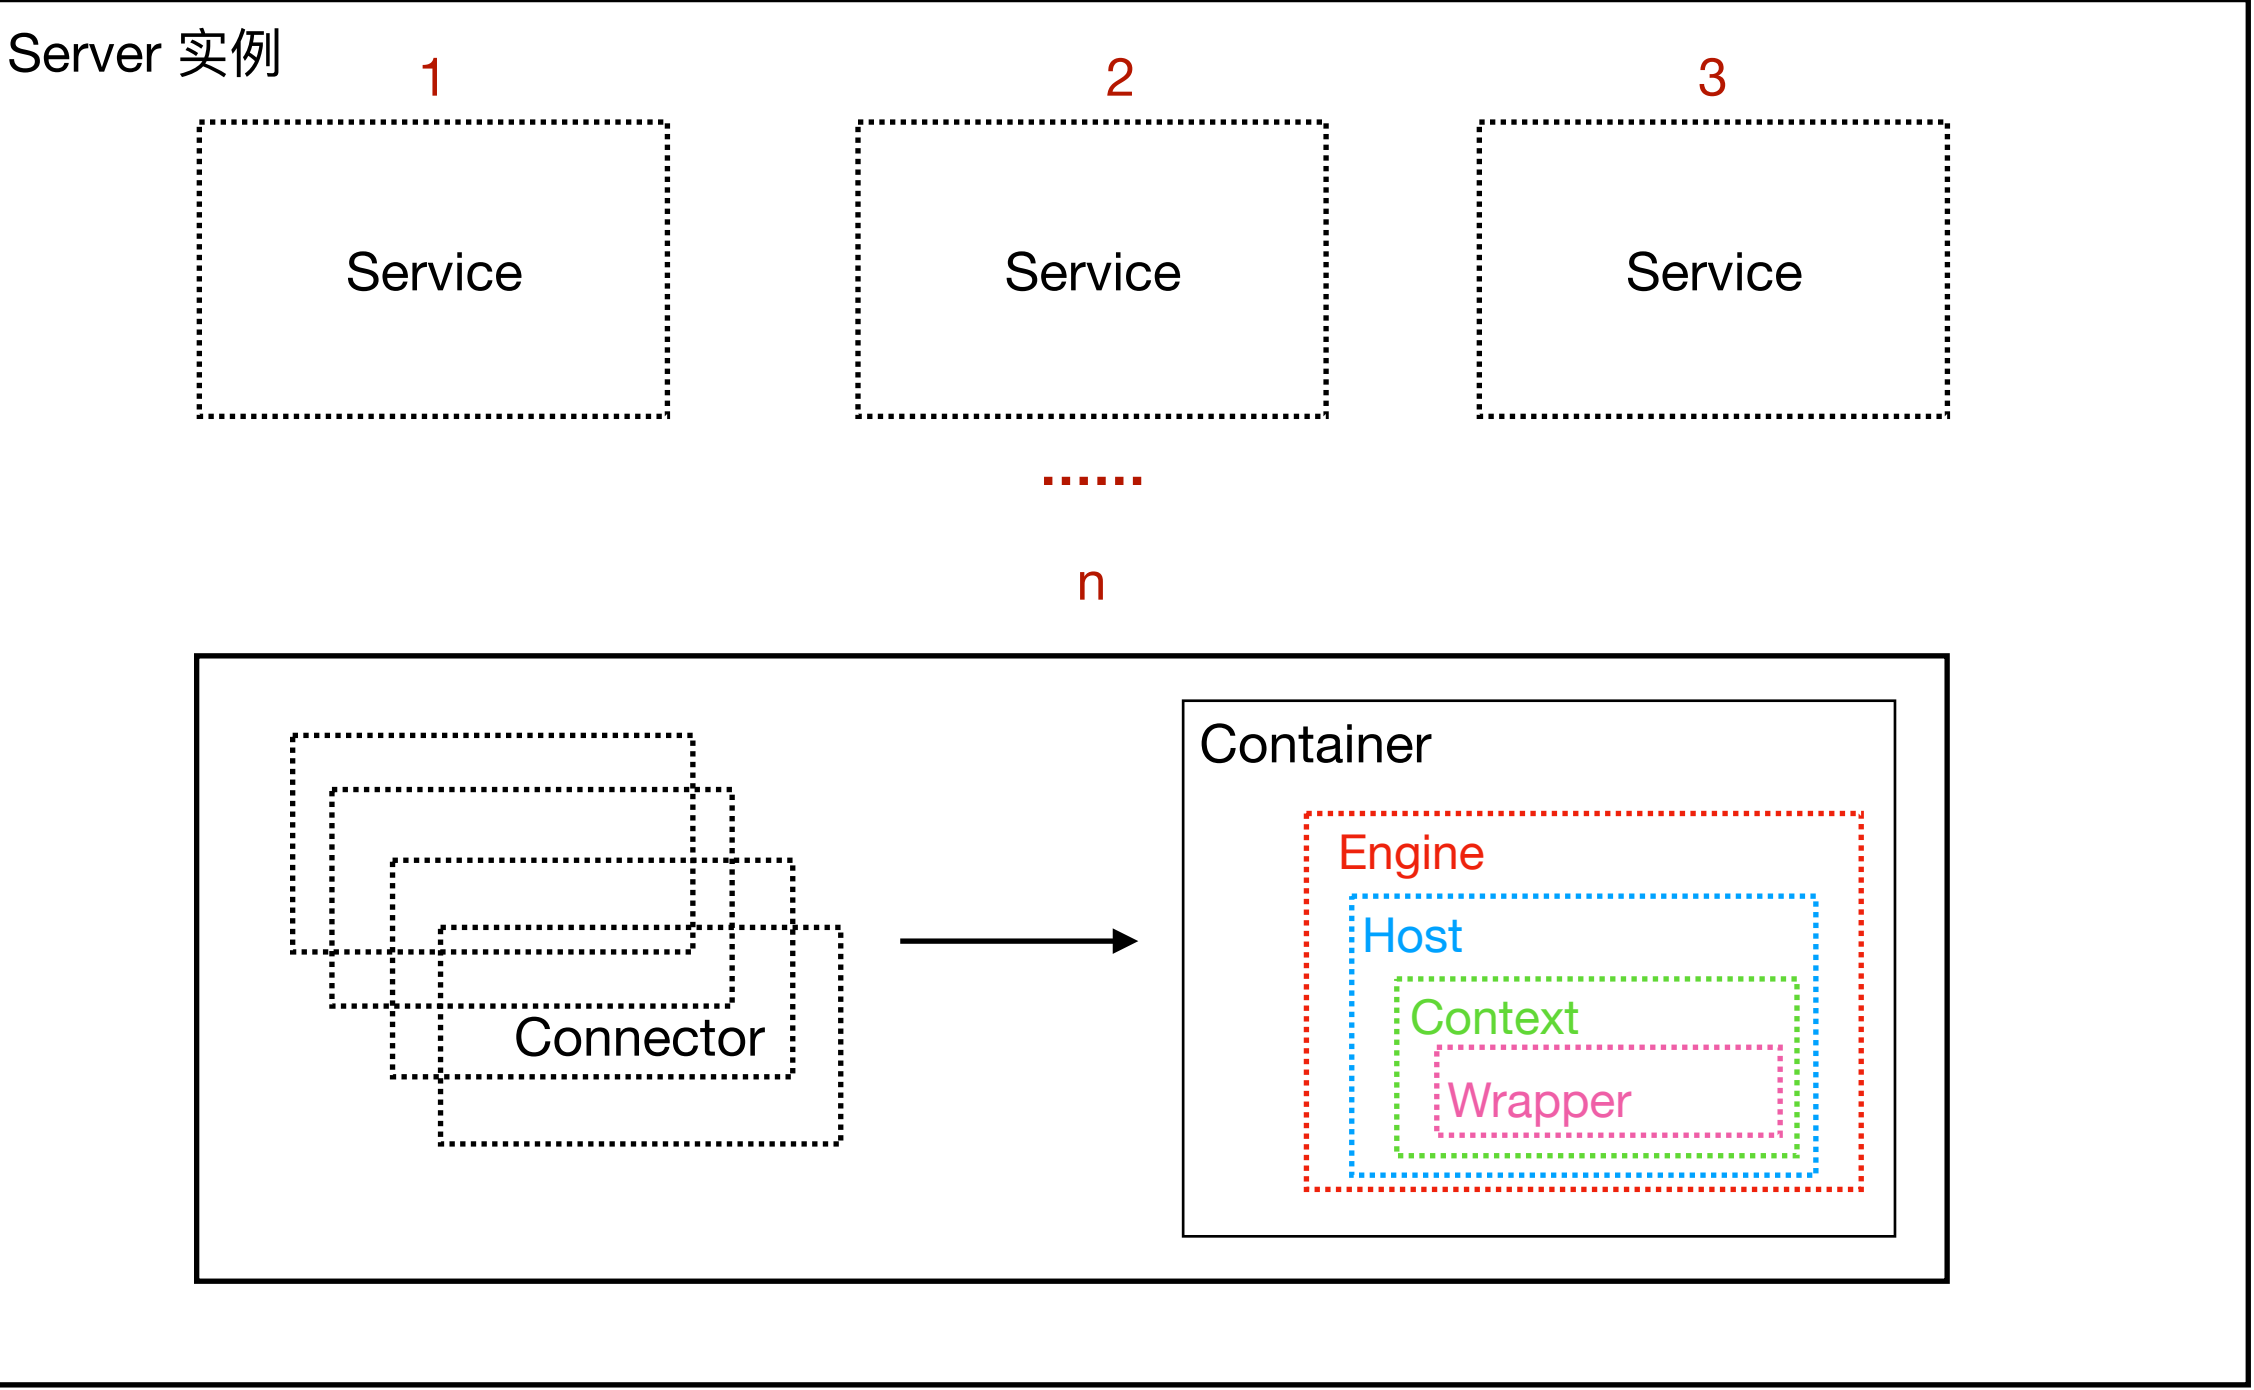 Server 实例
1
2
3
Service
Service
Service
......
n
Connector
Container
Engine
Host
Context
Wrapper